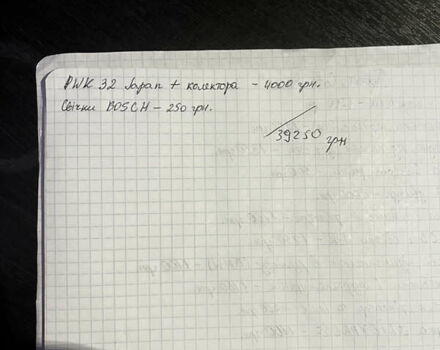 PWK 32 Japan + колектора - 4000 грн.
Свічки BOSCH - 250 грн.
39250 грн